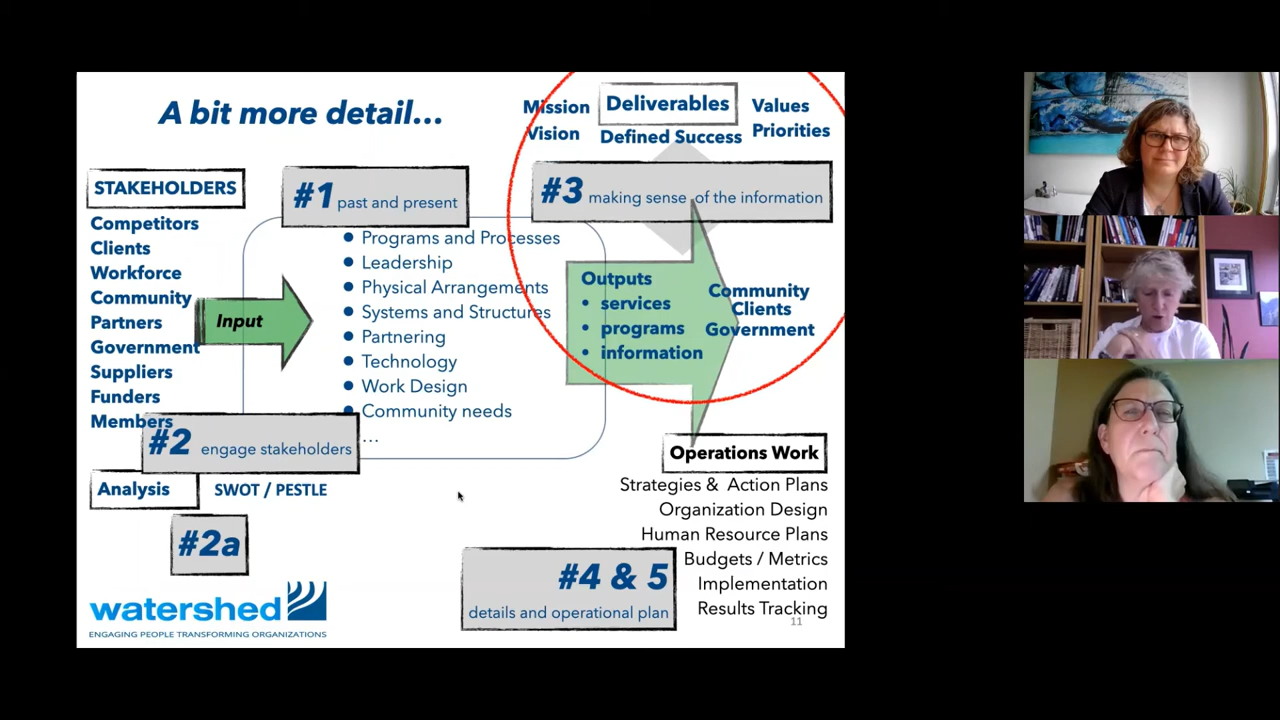 A bit more detail...
Mission
Vision
Deliverables
Defined Success
Values
Priorities
STAKEHOLDERS
Competitors
Clients
Workforce
Community
Partners
Government
Suppliers
Funders
Members
#1 past and present
#3 making sense of the information
Input
● Programs and Processes
● Leadership
● Physical Arrangements
● Systems and Structures
● Partnering
● Technology
● Work Design
● Community needs
...
Outputs
• services
• programs
• information
Community
Clients
Government
#2 engage stakeholders
Analysis
SWOT / PESTLE
#2a
Operations Work
Strategies & Action Plans
Organization Design
Human Resource Plans
Budgets / Metrics
Implementation
Results Tracking
#4 & 5
details and operational plan
watershed
ENGAGING PEOPLE TRANSFORMING ORGANIZATIONS
11